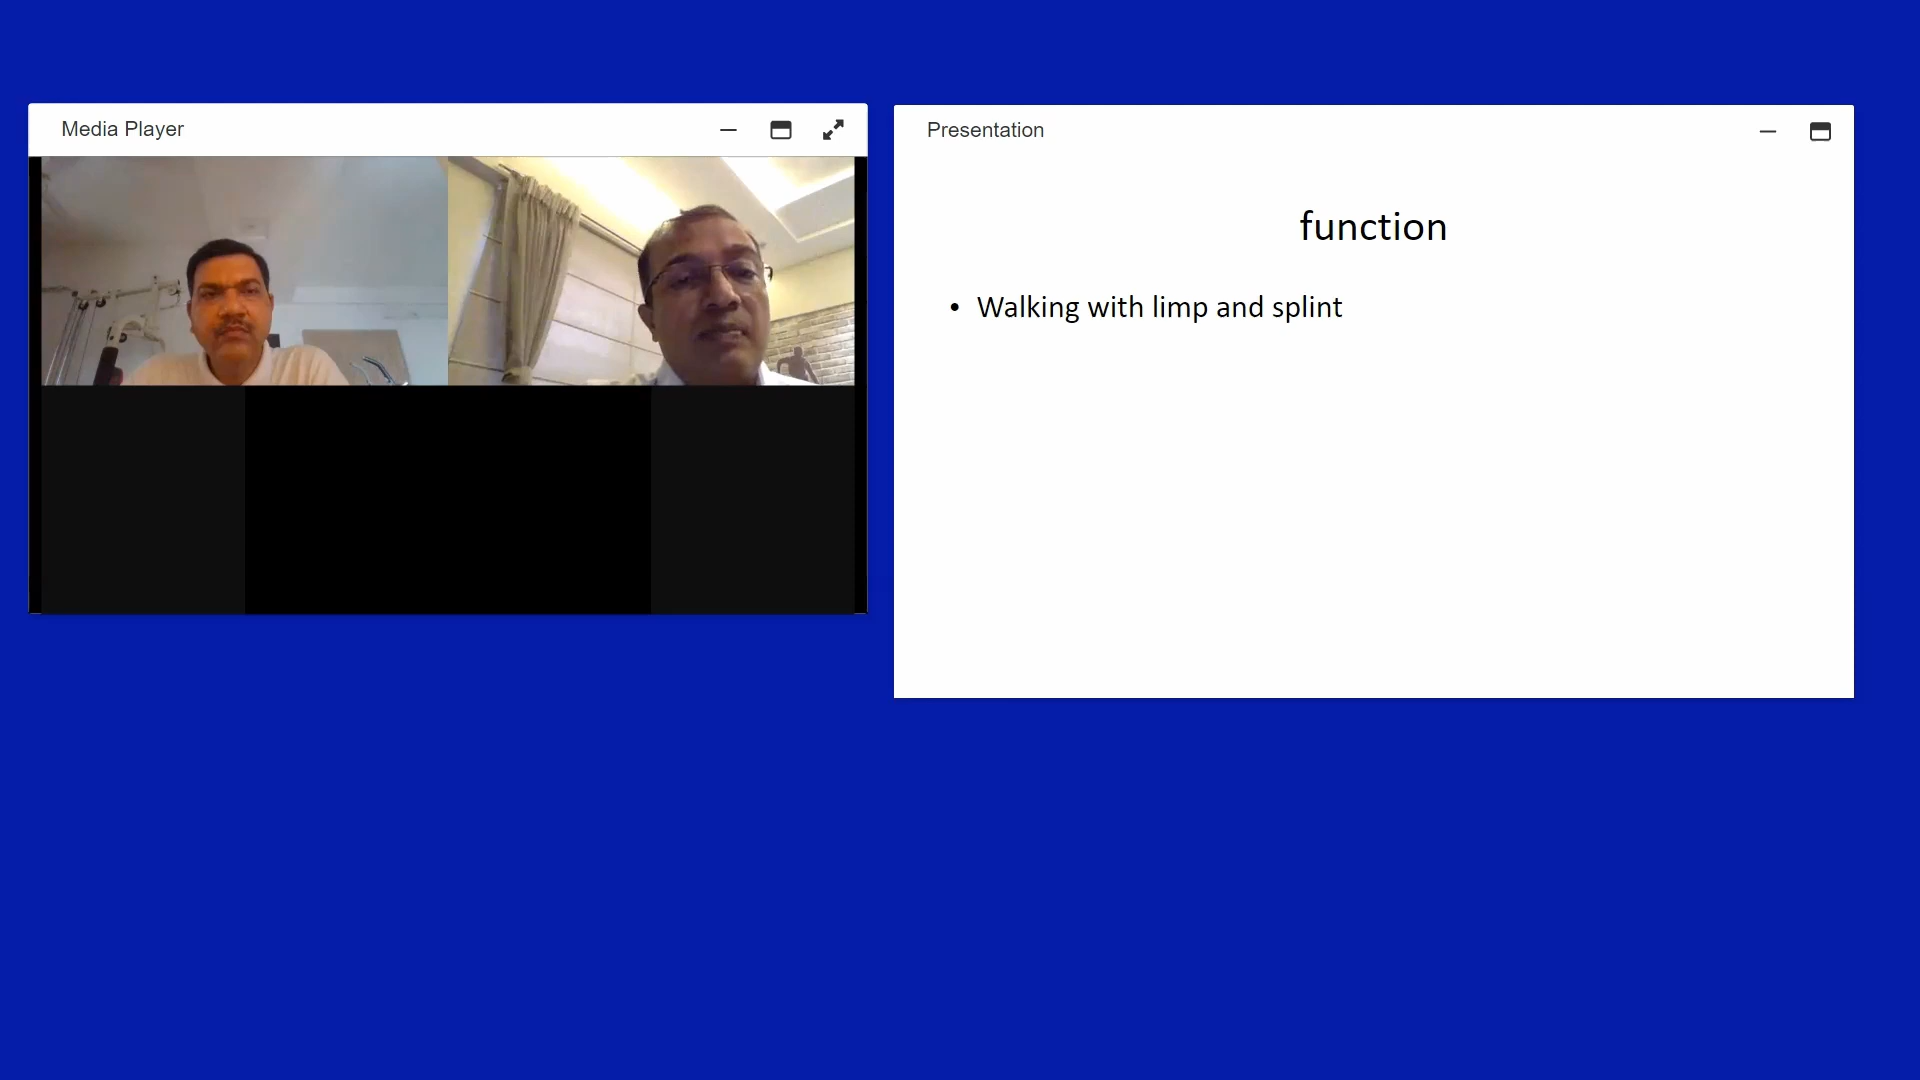 Media Player
Presentation
function
• Walking with limp and splint